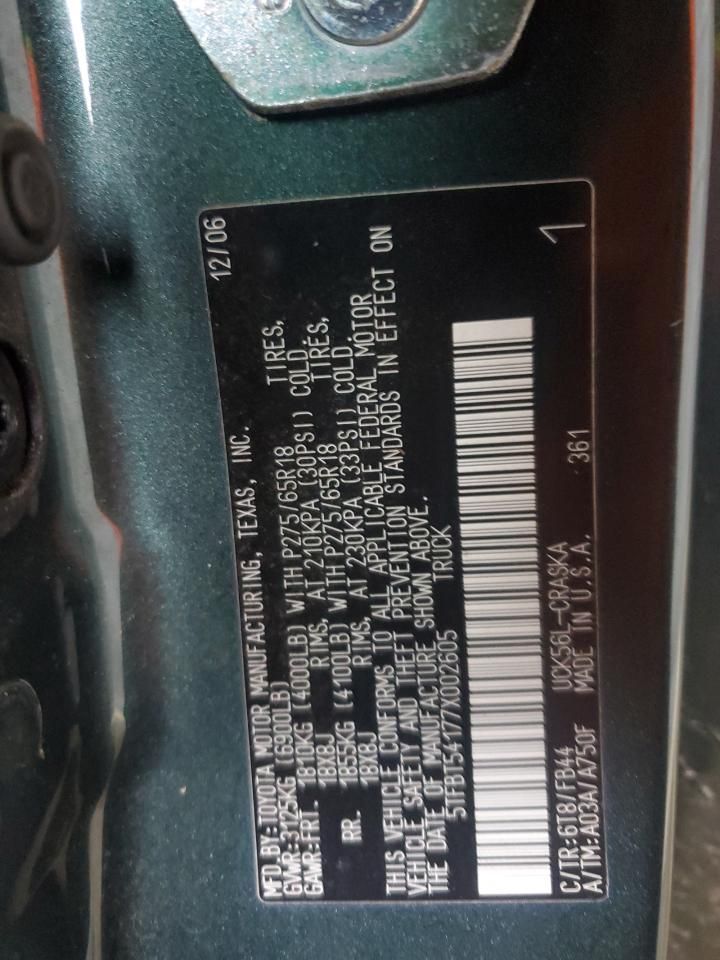 MFD.BY:TOYOTA MOTOR MANUFACTURING, TEXAS, INC. 12/06
GVWR:3125KG(6900LB)
GAWR:FRT. 1810KG (4000LB) WITH P275/65R18 TIRES,
18X8J RIMS, AT 210KPA (30PSI) COLD
RR. 1855KG (4100LB) WITH P275/65R18 TIRES,
18X8J RIMS, AT 230KPA (33PSI) COLD.
THIS VEHICLE CONFORMS TO ALL APPLICABLE FEDERAL MOTOR
VEHICLE SAFETY AND THEFT PREVENTION STANDARDS IN EFFECT ON
THE DATE OF MANUFACTURE SHOWN ABOVE.
5TFBT54177X002605 TRUCK
C/TR:6T8/FB44 UCK56L-CRASKA 361 1
A/TM:A03A/A750F MADE IN U.S.A.